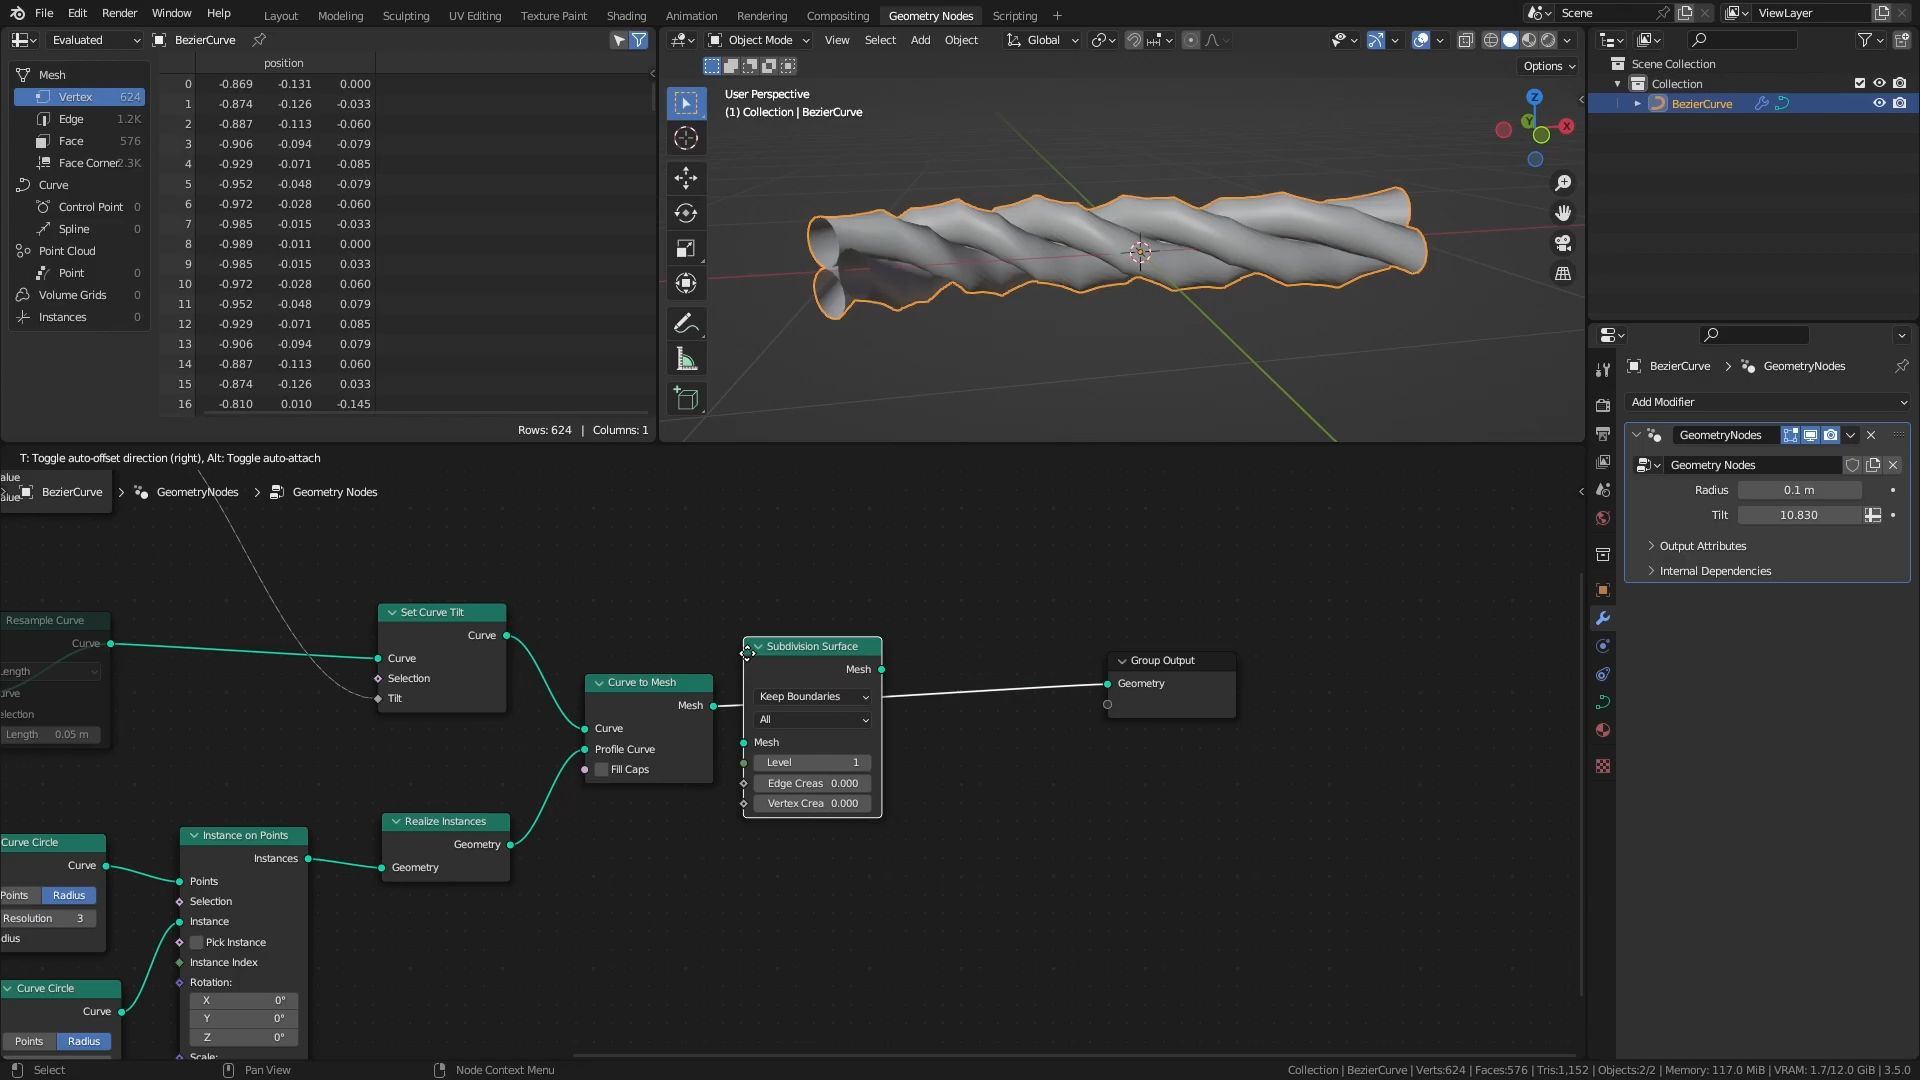 File Edit Render Window Help Layout Modeling Sculpting UV Editing Texture Paint Shading Animation Rendering Compositing Geometry Nodes Scripting Scene ViewLayer
Evaluated BezierCurve
Mesh
Vertex 624
Edge 1.2K
Face 576
Face Corner 2.3K
Curve
Control Point 0
Spline 0
Point Cloud
Point 0
Volume Grids 0
Instances 0
position
0 -0.869 -0.131 0.000
1 -0.874 -0.126 -0.033
2 -0.887 -0.113 -0.060
3 -0.906 -0.094 -0.079
4 -0.929 -0.071 -0.085
5 -0.952 -0.048 -0.079
6 -0.972 -0.028 -0.060
7 -0.985 -0.015 -0.033
8 -0.989 -0.011 0.000
9 -0.985 -0.015 0.033
10 -0.972 -0.028 0.060
11 -0.952 -0.048 0.079
12 -0.929 -0.071 0.085
13 -0.906 -0.094 0.079
14 -0.887 -0.113 0.060
15 -0.874 -0.126 0.033
16 -0.810 0.010 -0.145
Rows: 624 | Columns: 1
Object Mode View Select Add Object Global
Options
User Perspective
(1) Collection | BezierCurve
Z
Y
X
Scene Collection
Collection
BezierCurve
BezierCurve GeometryNodes
Add Modifier
GeometryNodes
Geometry Nodes
Radius 0.1 m
Tilt 10.830
Output Attributes
Internal Dependencies
T: Toggle auto-offset direction (right), Alt: Toggle auto-attach
alue
alue
BezierCurve GeometryNodes Geometry Nodes
Resample Curve
Curve
ength
urve
election
Length 0.05 m
Set Curve Tilt
Curve
Curve
Selection
Tilt
Curve to Mesh
Mesh
Curve
Profile Curve
Fill Caps
Subdivision Surface
Mesh
Keep Boundaries
All
Mesh
Level 1
Edge Creas 0.000
Vertex Crea 0.000
Group Output
Geometry
Curve Circle
Curve
Points Radius
Resolution 3
dius
Curve Circle
Curve
Points Radius
Instance on Points
Instances
Points
Selection
Instance
Pick Instance
Instance Index
Rotation:
X 0°
Y 0°
Z 0°
Scale:
Realize Instances
Geometry
Geometry
Select Pan View Node Context Menu
Collection | BezierCurve | Verts:624 | Faces:576 | Tris:1,152 | Objects:2/2 | Memory: 117.0 MiB | VRAM: 1.7/12.0 GiB | 3.5.0